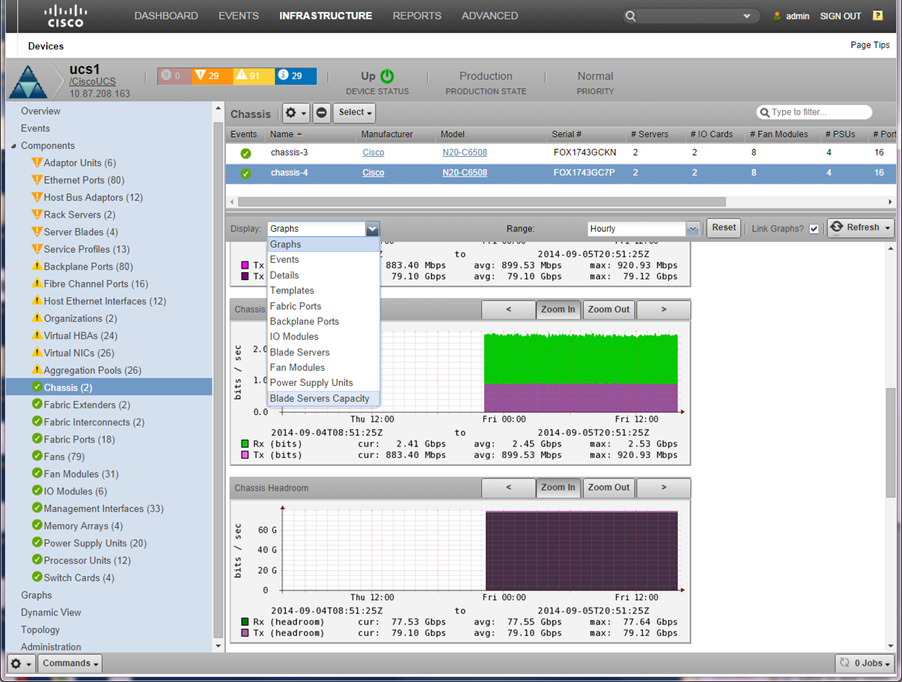 CISCO
DASHBOARD EVENTS INFRASTRUCTURE REPORTS ADVANCED admin SIGN OUT ?
Devices Page Tips
ucs1
/CiscoUCS
10.87.208.163
0 29 91 29
Up Production Normal
DEVICE STATUS PRODUCTION STATE PRIORITY
Overview
Events
Components
Adaptor Units (6)
Ethernet Ports (80)
Host Bus Adaptors (12)
Rack Servers (2)
Server Blades (4)
Service Profiles (13)
Backplane Ports (80)
Fibre Channel Ports (16)
Host Ethernet Interfaces (12)
Organizations (2)
Virtual HBAs (24)
Virtual NICs (26)
Aggregation Pools (26)
Chassis (2)
Fabric Extenders (2)
Fabric Interconnects (2)
Fabric Ports (18)
Fans (79)
Fan Modules (31)
IO Modules (6)
Management Interfaces (33)
Memory Arrays (4)
Power Supply Units (20)
Processor Units (12)
Switch Cards (4)
Graphs
Dynamic View
Topology
Administration
Chassis Select Type to filter...
Events Name Manufacturer Model Serial # # Servers # IO Cards # Fan Modules # PSUs # Port
chassis-3 Cisco N20-C6508 FOX1743GCKN 2 2 8 4 16
chassis-4 Cisco N20-C6508 FOX1743GC7P 2 2 8 4 16
Display: Graphs Range: Hourly Reset Link Graphs? Refresh
Graphs
Events
Details
Templates
Fabric Ports
Backplane Ports
IO Modules
Blade Servers
Fan Modules
Power Supply Units
Blade Servers Capacity
to 2014-09-05T20:51:25Z
Tx 883.40 Mbps avg: 899.53 Mbps max: 920.93 Mbps
Tx 79.10 Gbps avg: 79.10 Gbps max: 79.12 Gbps
Chassis < Zoom In Zoom Out >
bits / sec
2.0
1.0
0.0
Thu 12:00 Fri 00:00 Fri 12:00
2014-09-04T08:51:25Z to 2014-09-05T20:51:25Z
Rx (bits) cur: 2.41 Gbps avg: 2.45 Gbps max: 2.53 Gbps
Tx (bits) cur: 883.40 Mbps avg: 899.53 Mbps max: 920.93 Mbps
Chassis Headroom < Zoom In Zoom Out >
bits / sec
60 G
40 G
20 G
0
Thu 12:00 Fri 00:00 Fri 12:00
2014-09-04T08:51:25Z to 2014-09-05T20:51:25Z
Rx (headroom) cur: 77.53 Gbps avg: 77.55 Gbps max: 77.64 Gbps
Tx (headroom) cur: 79.10 Gbps avg: 79.10 Gbps max: 79.12 Gbps
Commands 0 Jobs